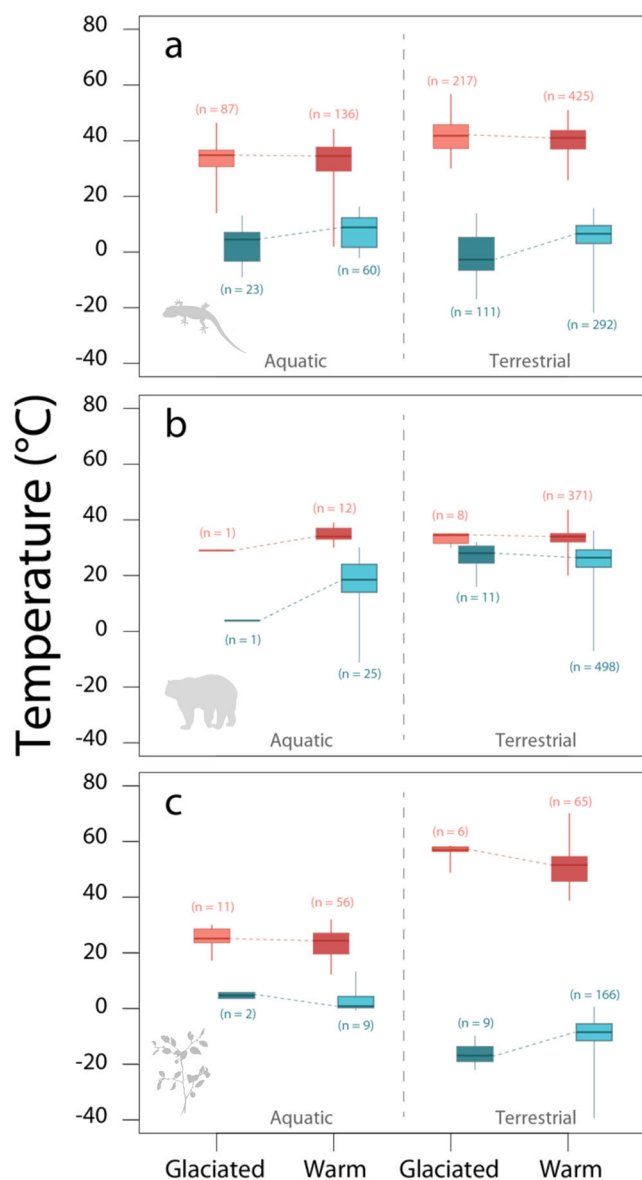 Temperature (°C)
80
60
40
20
0
-20
-40
a
(n = 87)
(n = 136)
(n = 217)
(n = 425)
(n = 23)
(n = 60)
(n = 111)
(n = 292)
Aquatic
Terrestrial
80
60
40
20
0
-20
-40
b
(n = 1)
(n = 12)
(n = 8)
(n = 371)
(n = 1)
(n = 25)
(n = 11)
(n = 498)
Aquatic
Terrestrial
80
60
40
20
0
-20
-40
c
(n = 11)
(n = 56)
(n = 6)
(n = 65)
(n = 2)
(n = 9)
(n = 9)
(n = 166)
Aquatic
Terrestrial
Glaciated Warm Glaciated Warm